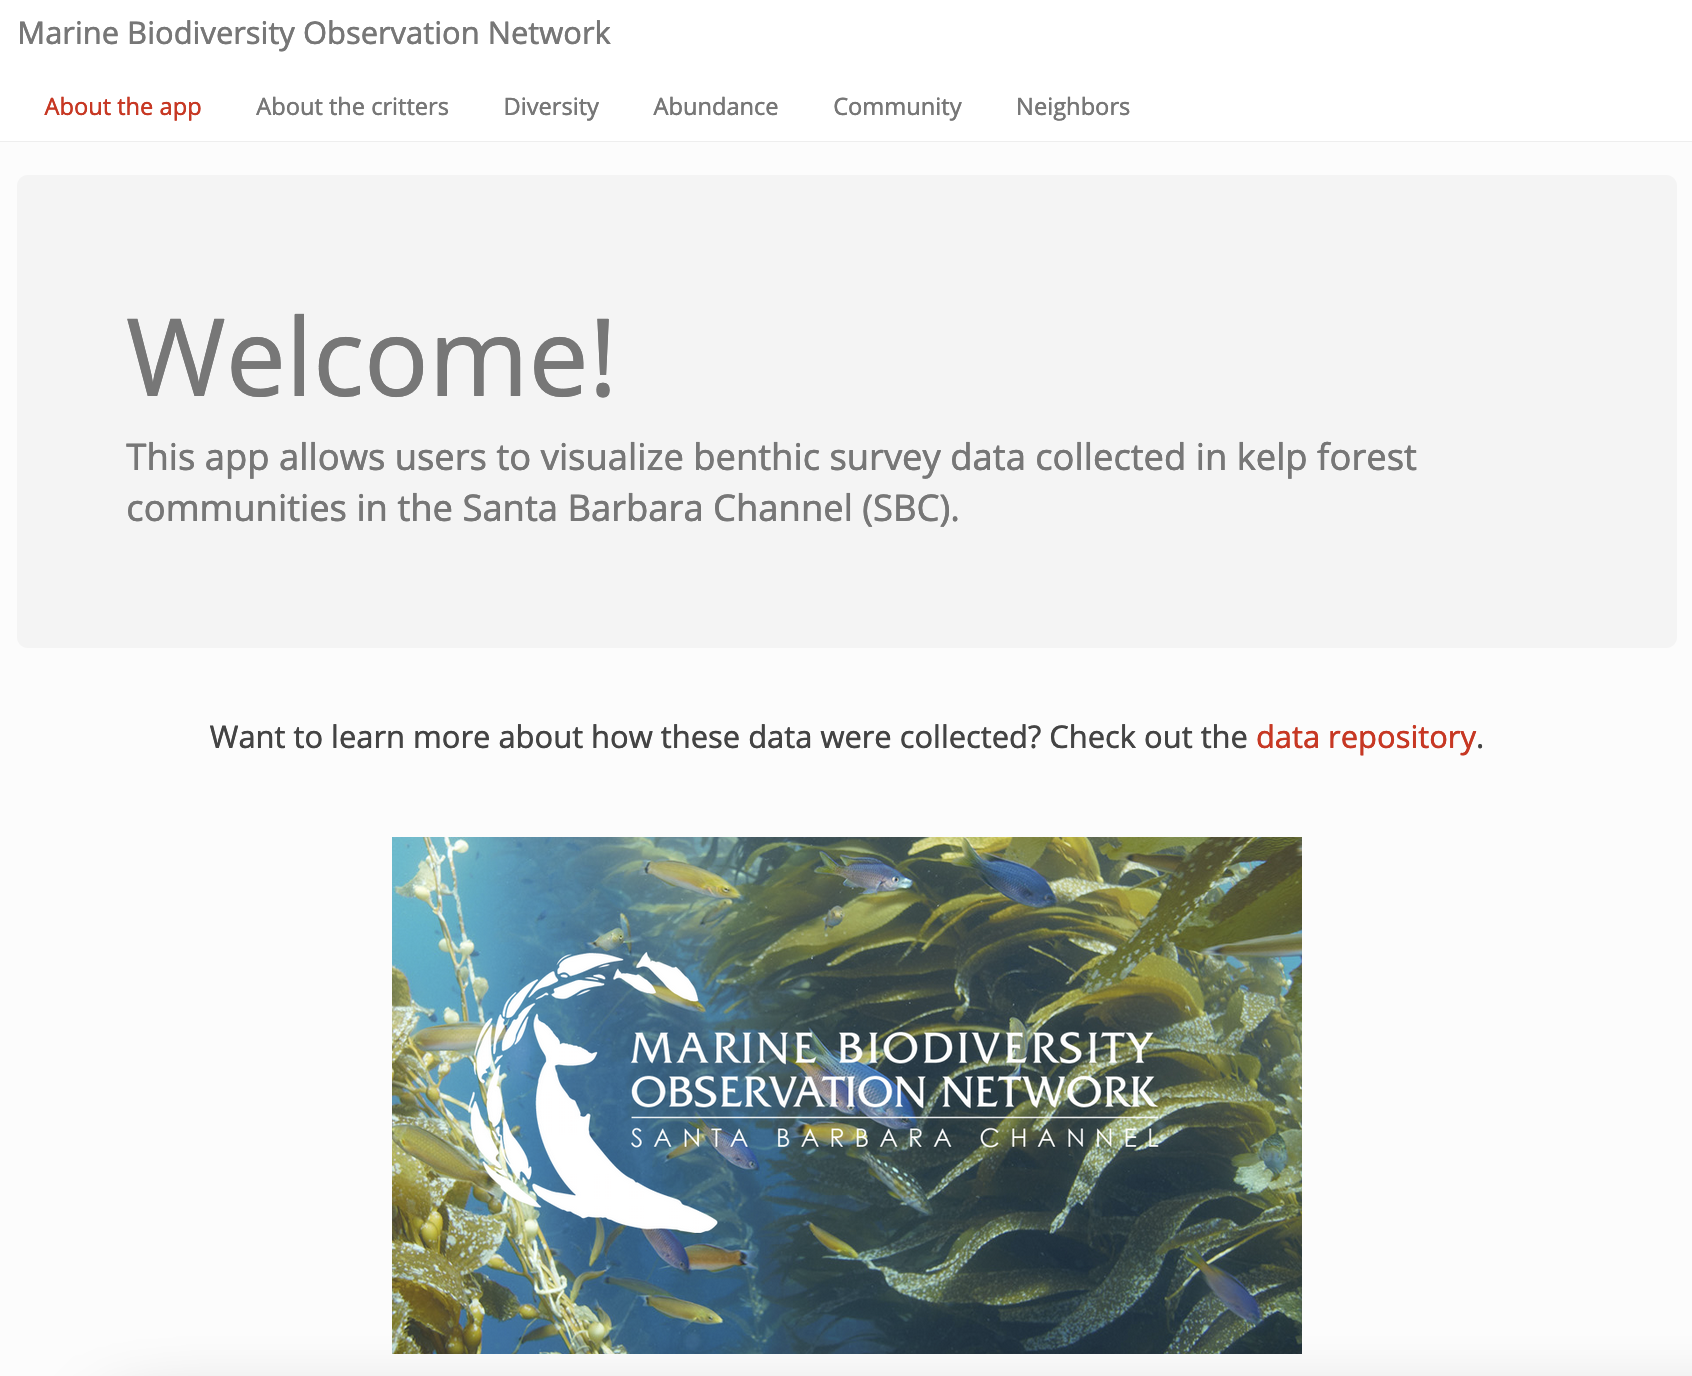 Marine Biodiversity Observation Network
About the app About the critters Diversity Abundance Community Neighbors
Welcome!
This app allows users to visualize benthic survey data collected in kelp forest
communities in the Santa Barbara Channel (SBC).
Want to learn more about how these data were collected? Check out the data repository.
MARINE BIODIVERSITY
OBSERVATION NETWORK
SANTA BARBARA CHANNEL